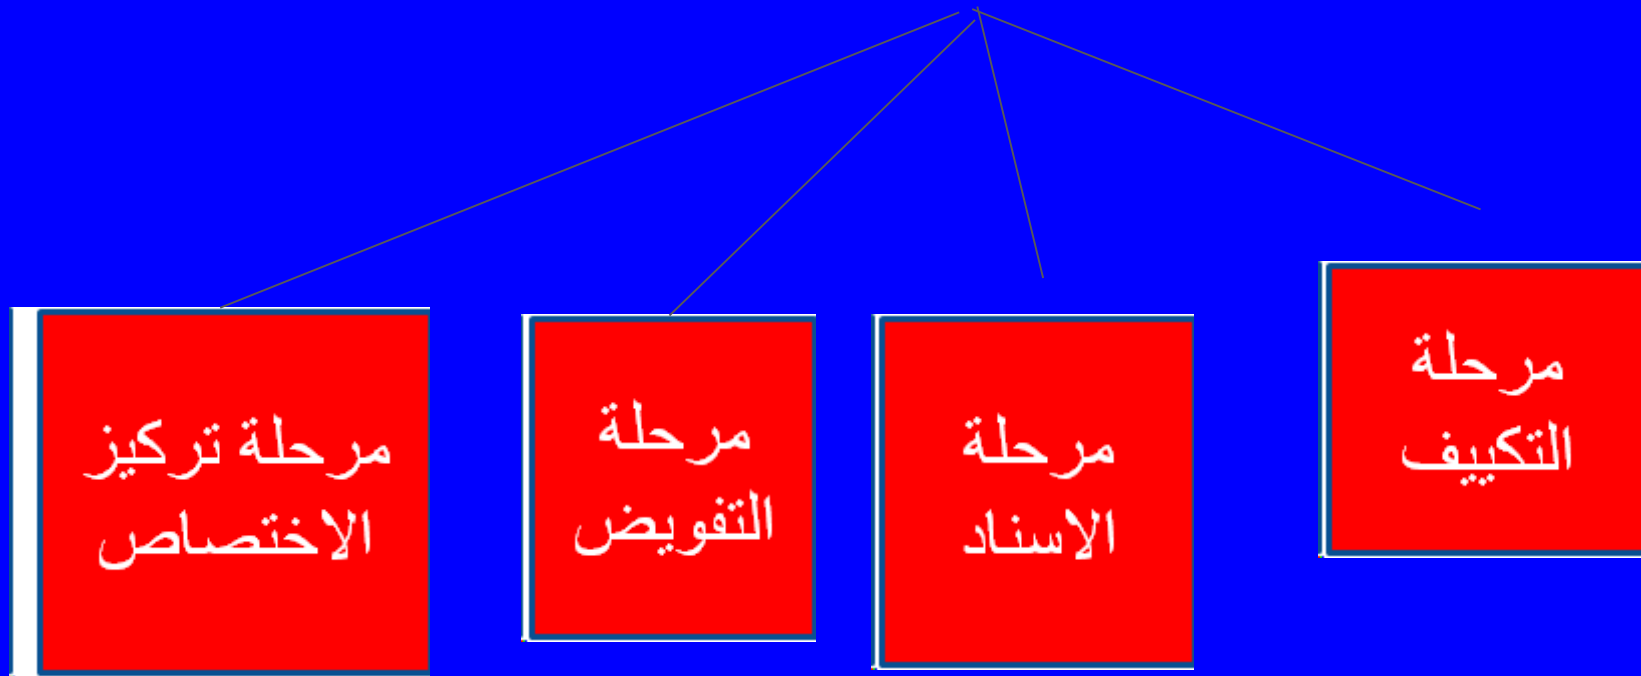 مرحلة
التكييف
مرحلة
الاسناد
مرحلة
التفويض
مرحلة تركيز
الاختصاص